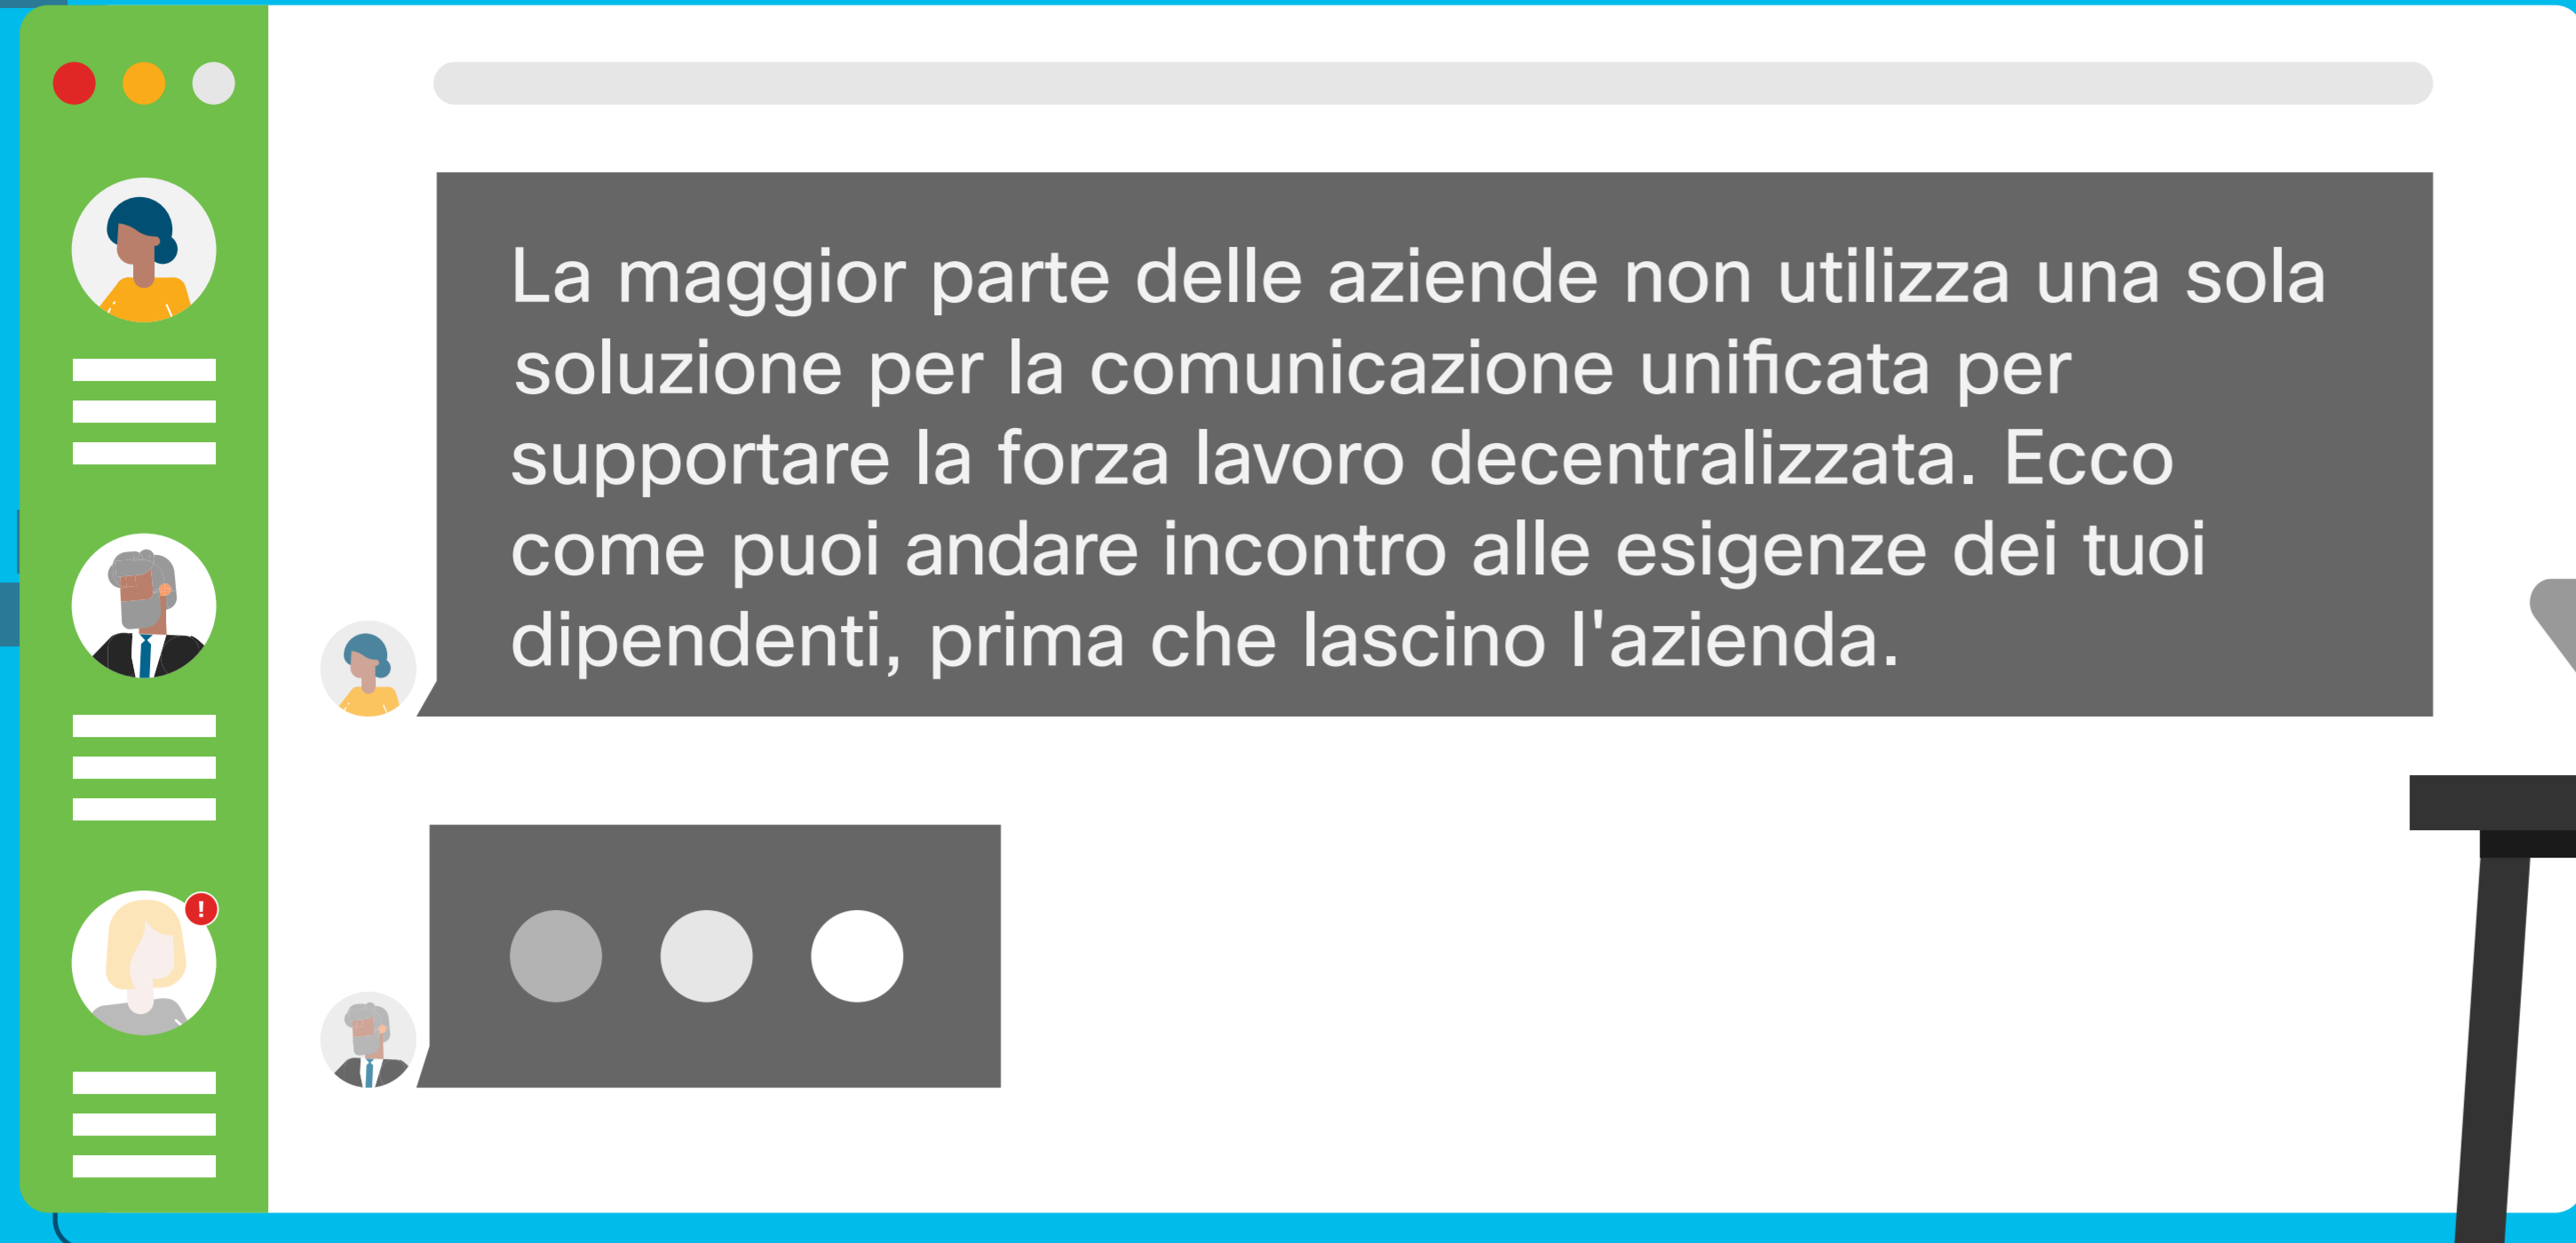 La maggior parte delle aziende non utilizza una sola
soluzione per la comunicazione unificata per
supportare la forza lavoro decentralizzata. Ecco
come puoi andare incontro alle esigenze dei tuoi
dipendenti, prima che lascino l'azienda.
!